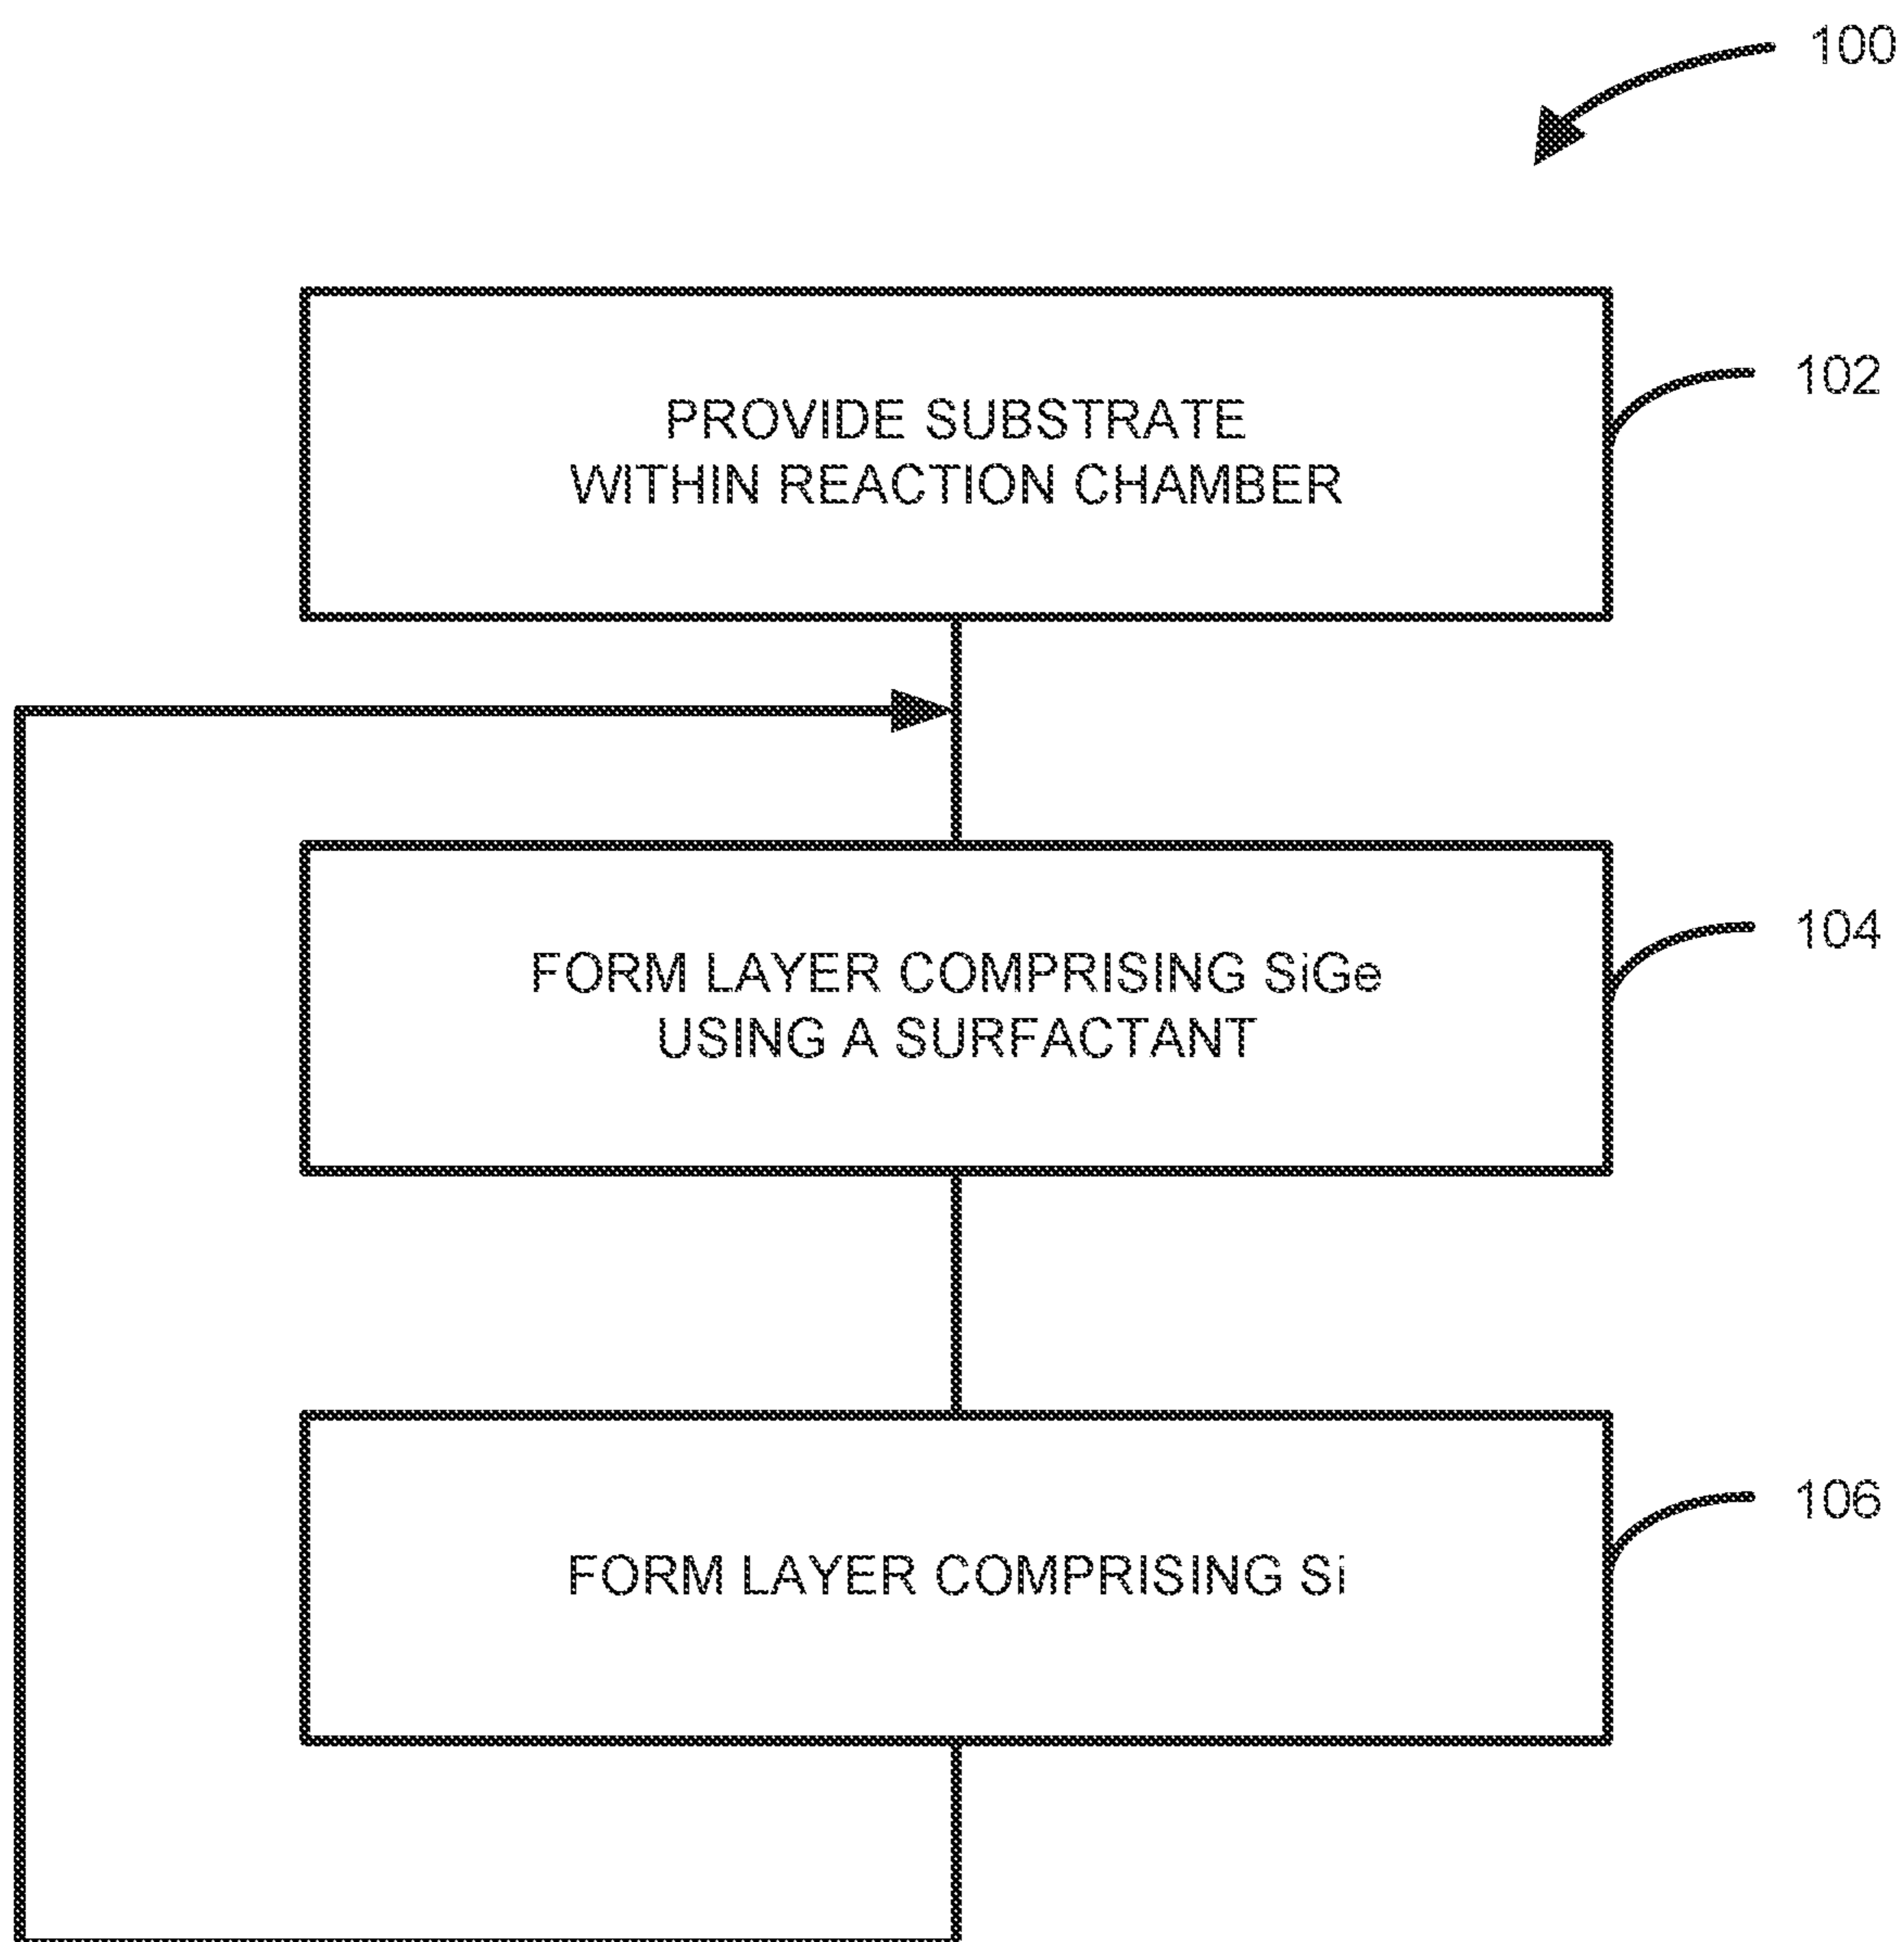 100
PROVIDE SUBSTRATE
WITHIN REACTION CHAMBER
102
FORM LAYER COMPRISING SiGe
USING A SURFACTANT
104
FORM LAYER COMPRISING Si
106